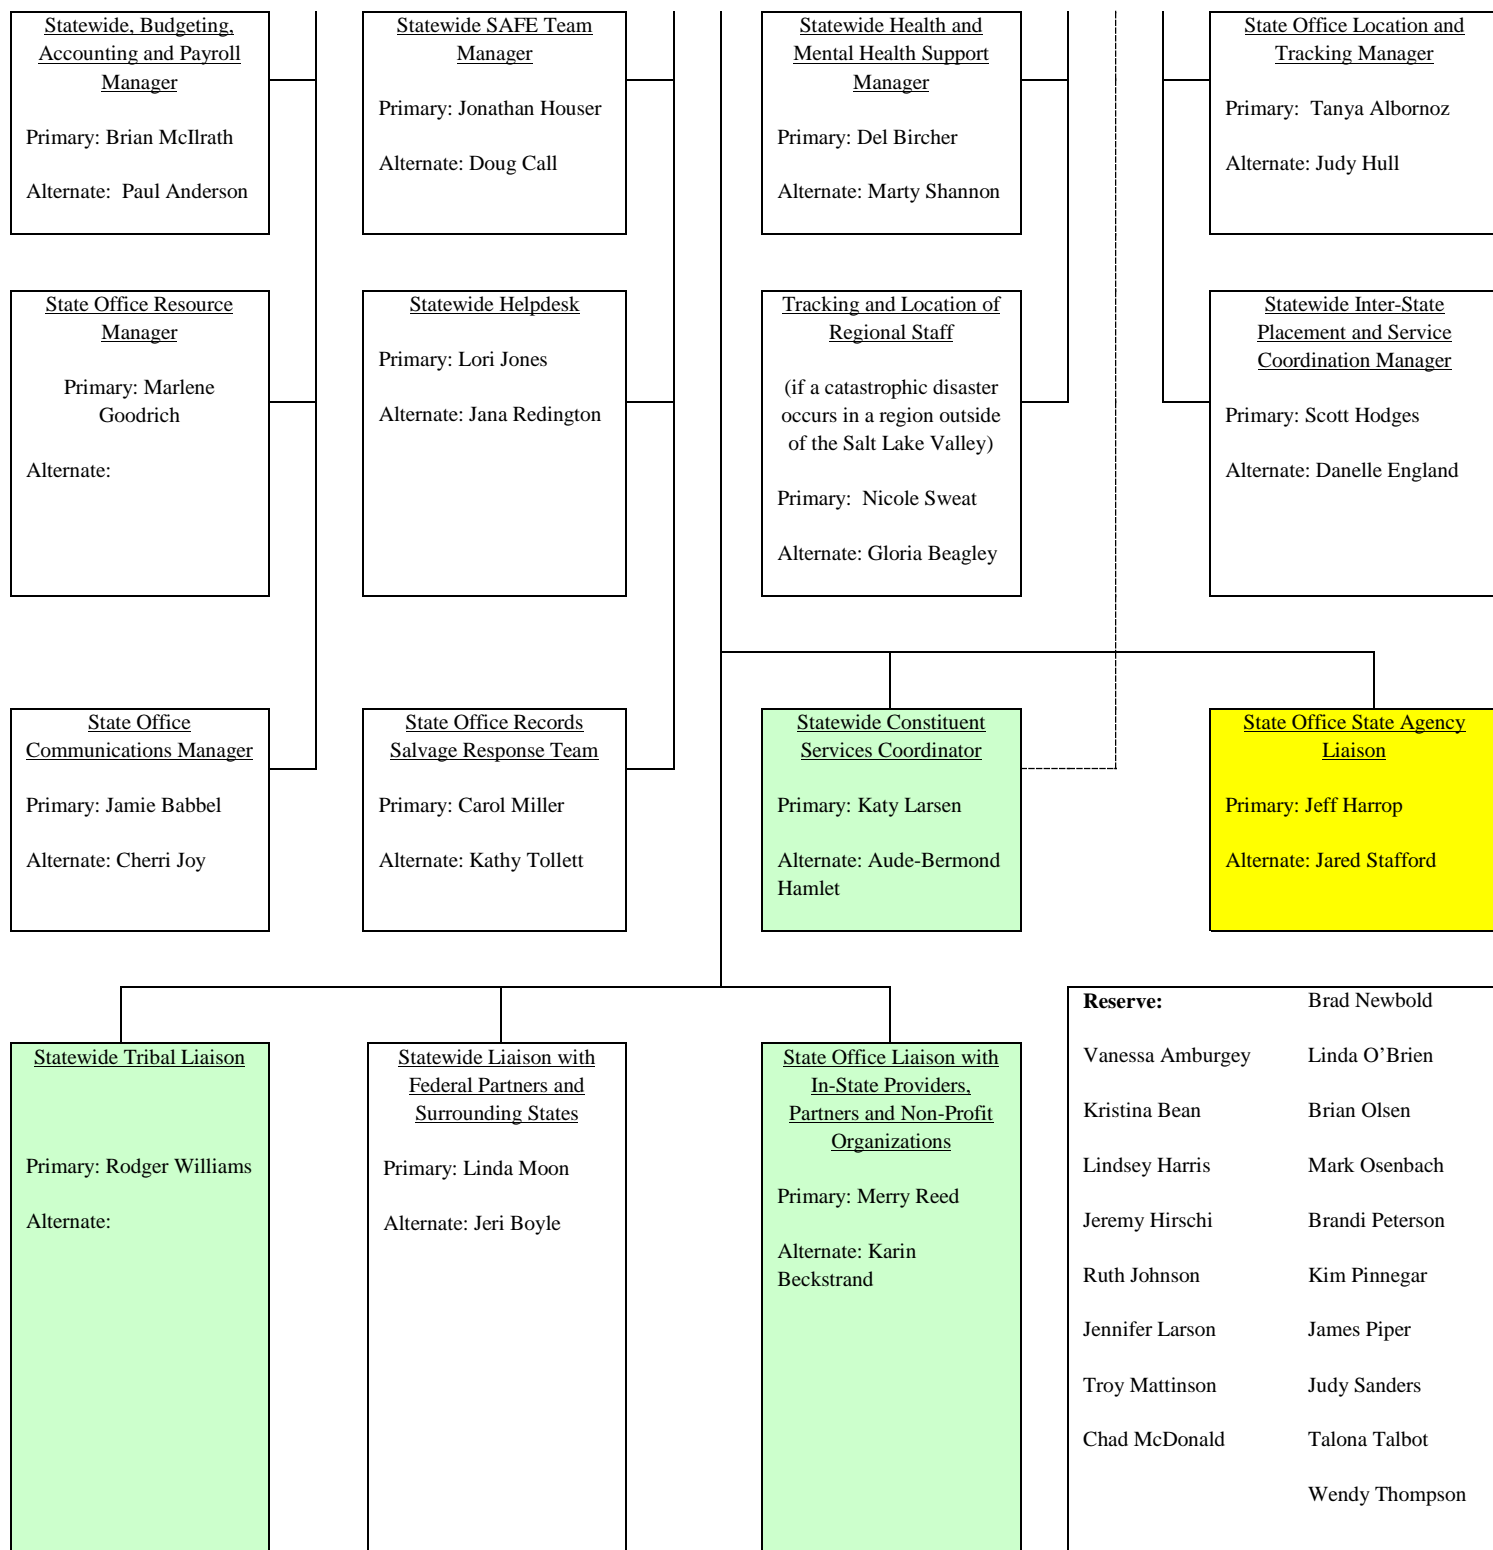 Statewide, Budgeting,
Accounting and Payroll
Manager
Primary: Brian McIlrath
Alternate:  Paul Anderson
Statewide SAFE Team
Manager
Primary: Jonathan Houser
Alternate: Doug Call
Statewide Health and
Mental Health Support
Manager
Primary: Del Bircher
Alternate: Marty Shannon
State Office Location and
Tracking Manager
Primary:  Tanya Albornoz
Alternate: Judy Hull
State Office Resource
Manager
Primary: Marlene
Goodrich
Alternate:
Statewide Helpdesk
Primary: Lori Jones
Alternate: Jana Redington
Tracking and Location of
Regional Staff
(if a catastrophic disaster
occurs in a region outside
of the Salt Lake Valley)
Primary:  Nicole Sweat
Alternate: Gloria Beagley
Statewide Inter-State
Placement and Service
Coordination Manager
Primary: Scott Hodges
Alternate: Danelle England
State Office
Communications Manager
Primary: Jamie Babbel
Alternate: Cherri Joy
State Office Records
Salvage Response Team
Primary: Carol Miller
Alternate: Kathy Tollett
Statewide Constituent
Services Coordinator
Primary: Katy Larsen
Alternate: Aude-Bermond
Hamlet
State Office State Agency
Liaison
Primary: Jeff Harrop
Alternate: Jared Stafford
Statewide Tribal Liaison
Primary: Rodger Williams
Alternate:
Statewide Liaison with
Federal Partners and
Surrounding States
Primary: Linda Moon
Alternate: Jeri Boyle
State Office Liaison with
In-State Providers,
Partners and Non-Profit
Organizations
Primary: Merry Reed
Alternate: Karin
Beckstrand
Reserve:
Vanessa Amburgey
Kristina Bean
Lindsey Harris
Jeremy Hirschi
Ruth Johnson
Jennifer Larson
Troy Mattinson
Chad McDonald
Brad Newbold
Linda O’Brien
Brian Olsen
Mark Osenbach
Brandi Peterson
Kim Pinnegar
James Piper
Judy Sanders
Talona Talbot
Wendy Thompson